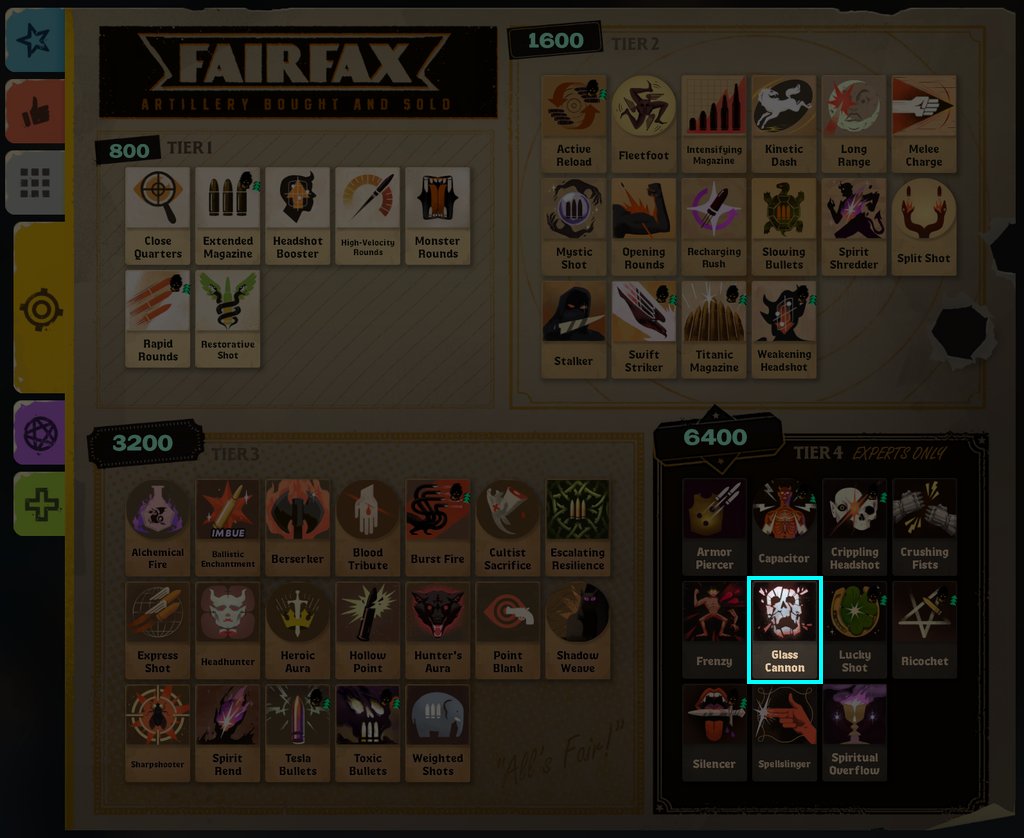 FAIRFAX
ARTILLERY BOUGHT AND SOLD
800 TIER 1
Close Quarters
Extended Magazine
Headshot Booster
High-Velocity Rounds
Monster Rounds
Rapid Rounds
Restorative Shot
1600 TIER 2
Active Reload
Fleetfoot
Intensifying Magazine
Kinetic Dash
Long Range
Melee Charge
Mystic Shot
Opening Rounds
Recharging Rush
Slowing Bullets
Spirit Shredder
Split Shot
Stalker
Swift Striker
Titanic Magazine
Weakening Headshot
3200 TIER 3
Alchemical Fire
IMBUE
Ballistic Enchantment
Berserker
Blood Tribute
Burst Fire
Cultist Sacrifice
Escalating Resilience
Express Shot
Headhunter
Heroic Aura
Hollow Point
Hunter's Aura
Point Blank
Shadow Weave
Sharpshooter
Spirit Rend
Tesla Bullets
Toxic Bullets
Weighted Shots
"All's Fair!"
6400 TIER 4 EXPERTS ONLY
Armor Piercer
Capacitor
Crippling Headshot
Crushing Fists
Frenzy
Glass Cannon
Lucky Shot
Ricochet
Silencer
Spellslinger
Spiritual Overflow